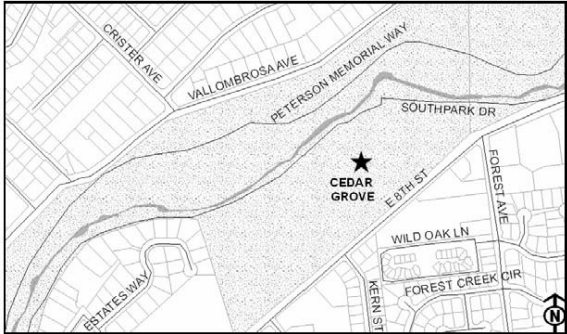 CRISTER AVE
VALLOMBROSA AVE
PETERSON MEMORIAL WAY
SOUTHPARK DR
CEDAR
GROVE
E 8TH ST
FOREST AVE
WILD OAK LN
FOREST CREEK CIR
KERN ST
ESTATES WAY
N